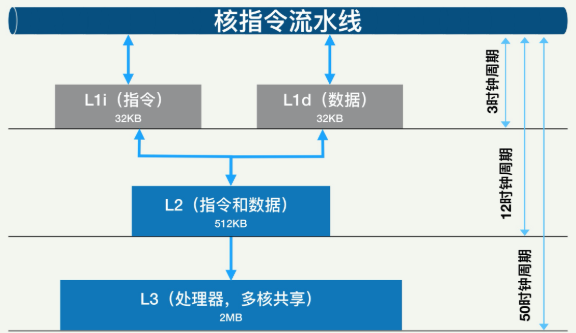 核指令流水线
L1i（指令）
32KB
L1d（数据）
32KB
3时钟周期
L2（指令和数据）
512KB
12时钟周期
L3（处理器，多核共享）
2MB
50时钟周期